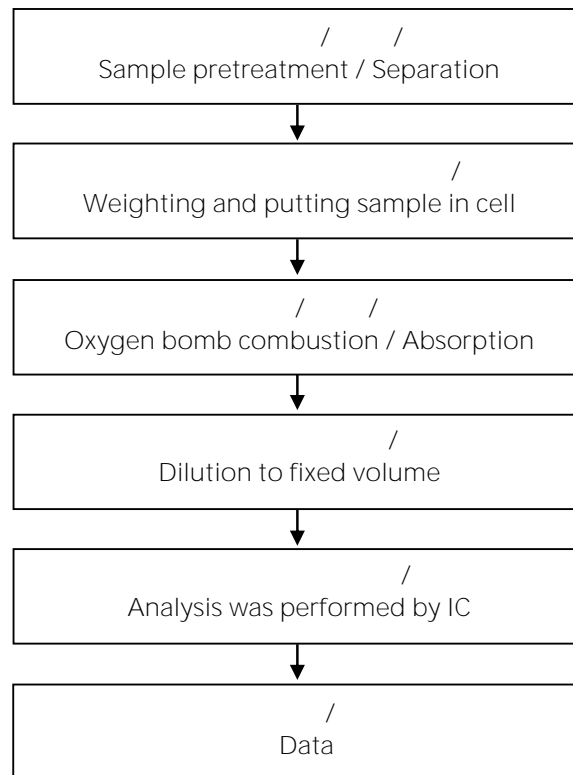 / /
Sample pretreatment / Separation
/
Weighting and putting sample in cell
/ /
Oxygen bomb combustion / Absorption
/
Dilution to fixed volume
/
Analysis was performed by IC
/
Data